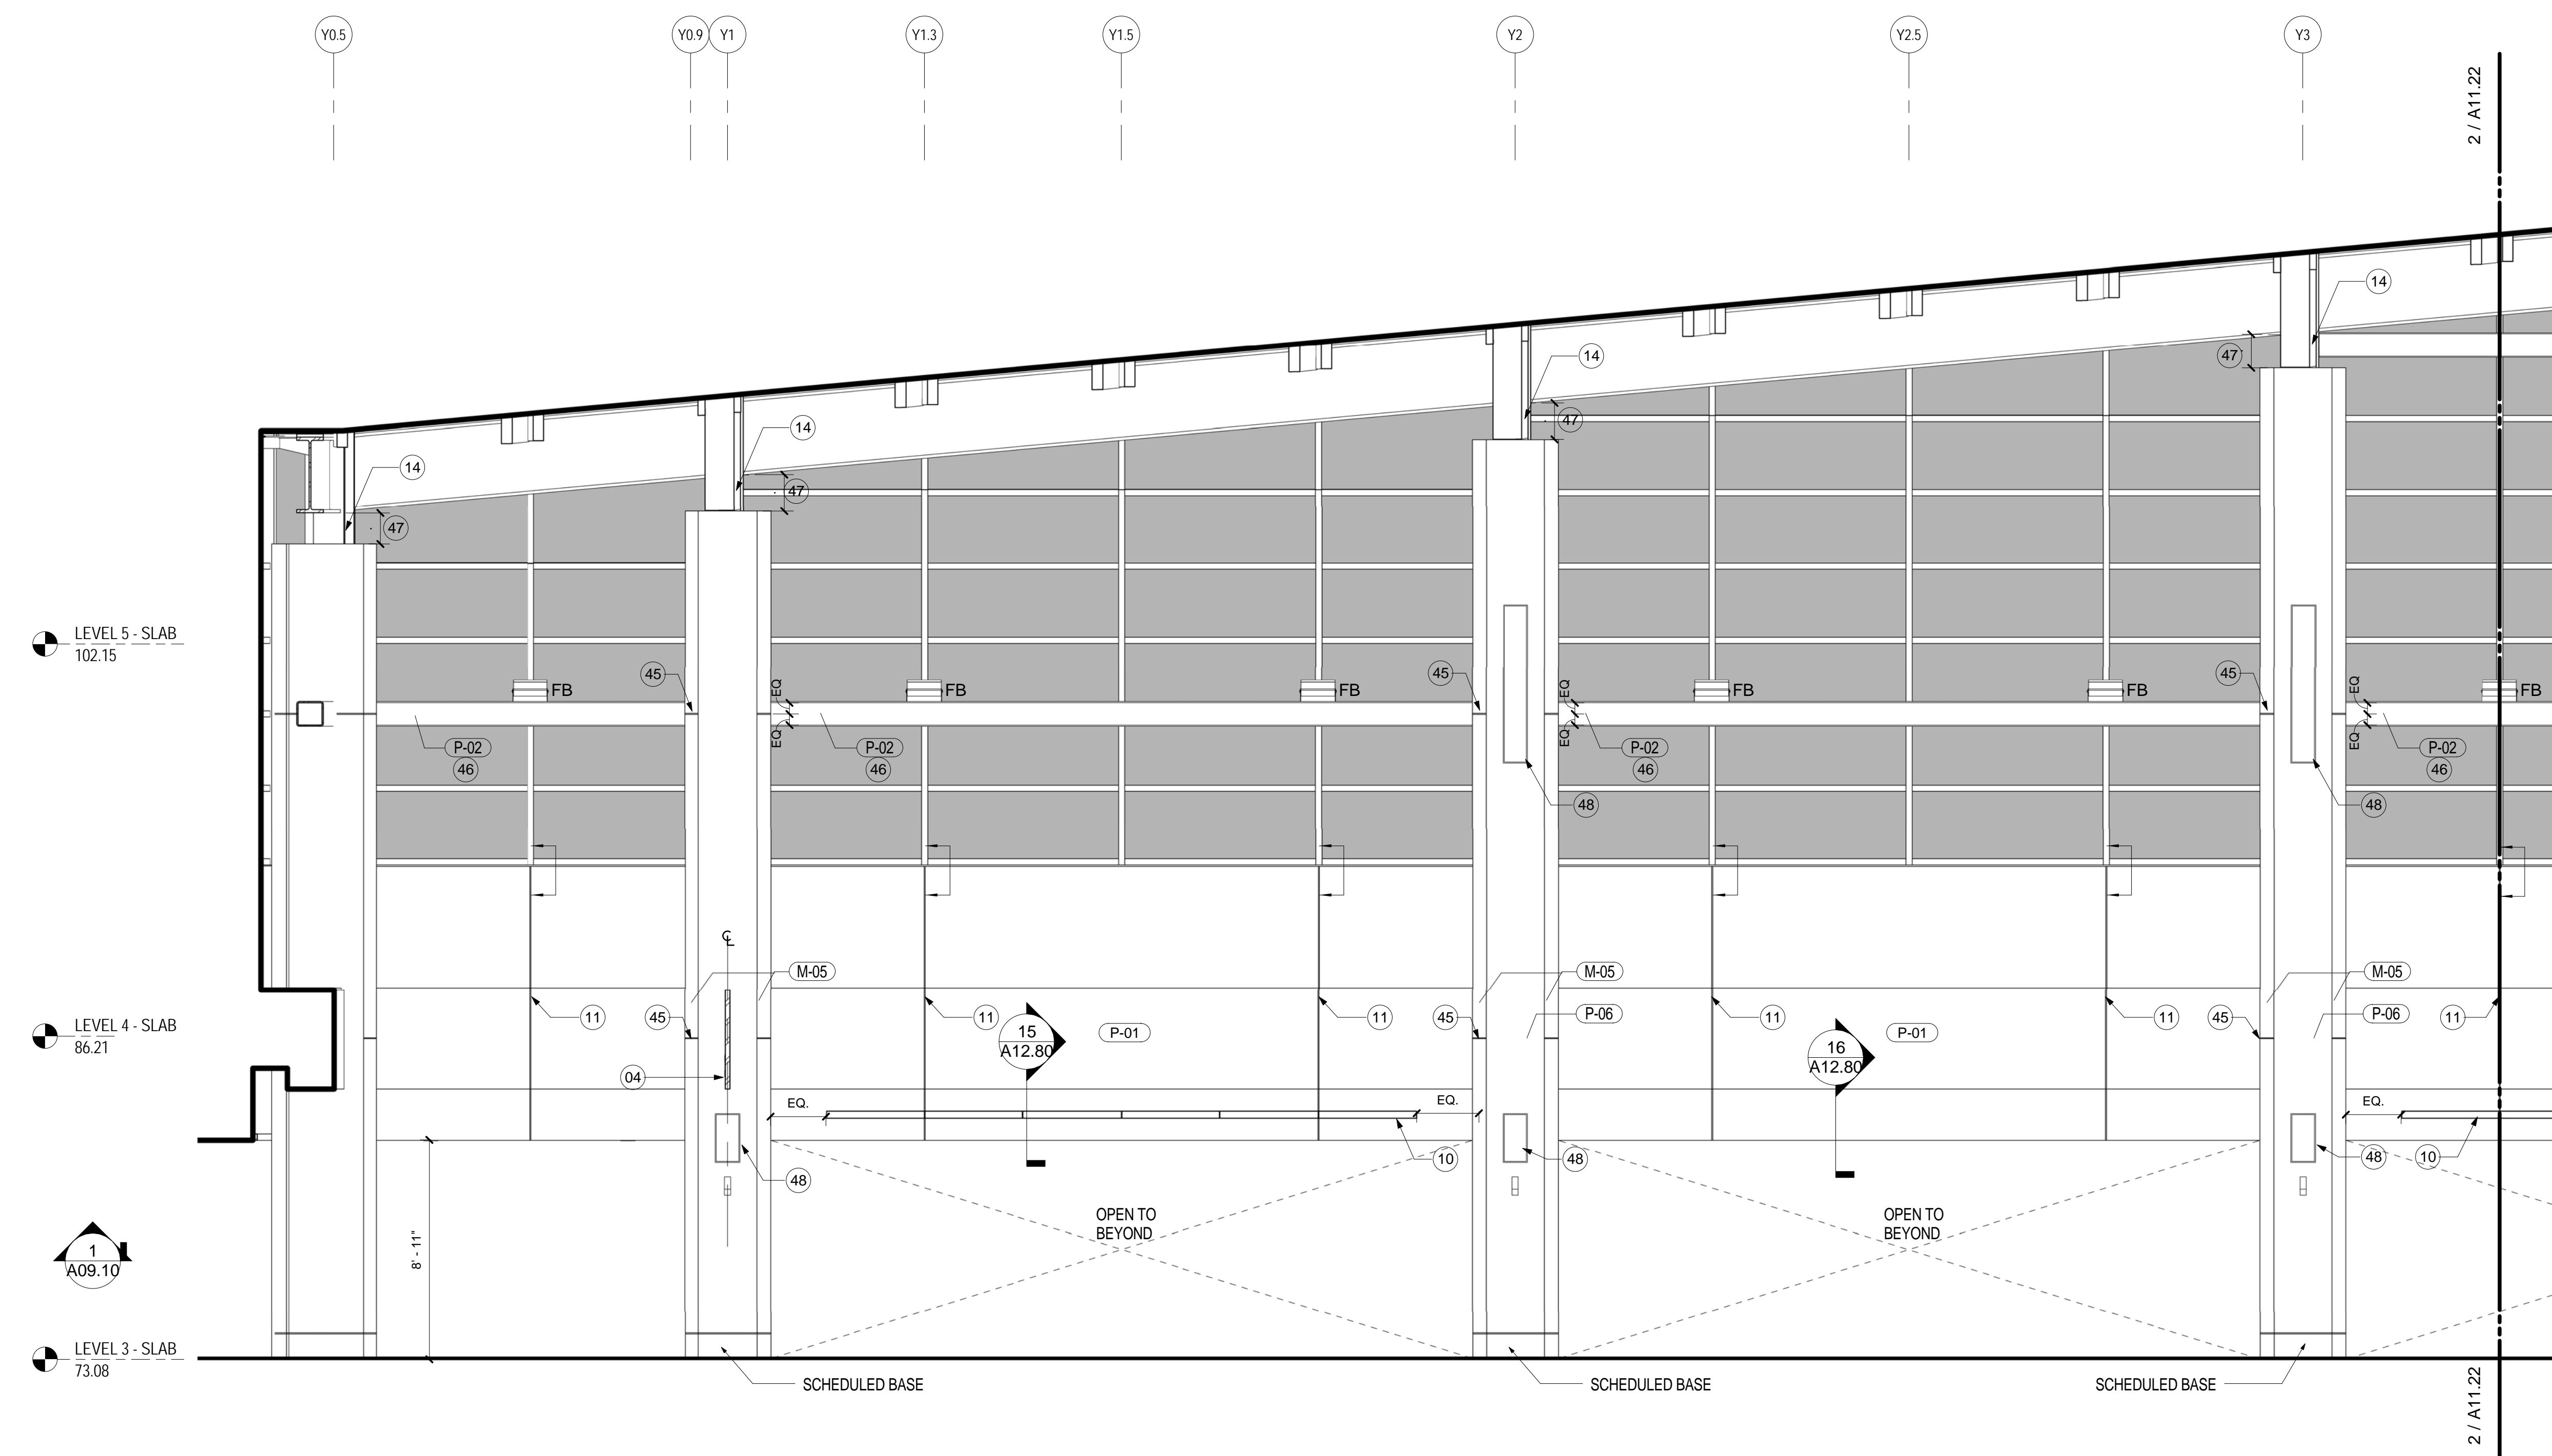 Y0.5
Y0.9
Y1
Y1.3
Y1.5
Y2
Y2.5
Y3
2 / A11.22
14
47
14
47
14
47
14
47
LEVEL 5 - SLAB
102.15
45
FB
EQ
EQ
FB
FB
45
EQ
EQ
FB
FB
45
EQ
EQ
FB
P-02
46
P-02
46
P-02
46
P-02
46
48
48
℄
M-05
M-05
M-05
LEVEL 4 - SLAB
86.21
11
45
11
15
A12.80
P-01
45
P-06
11
16
A12.80
P-01
11
45
P-06
11
04
EQ.
EQ.
EQ.
48
10
48
48
10
OPEN TO
BEYOND
OPEN TO
BEYOND
8' - 11"
1
A09.10
LEVEL 3 - SLAB
73.08
SCHEDULED BASE
SCHEDULED BASE
SCHEDULED BASE
2 / A11.22